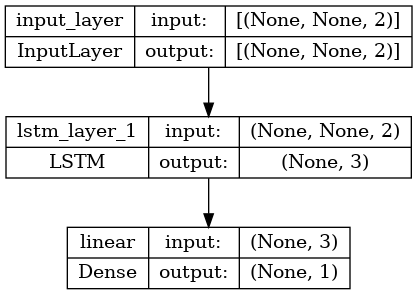 input_layer input: [(None, None, 2)]
InputLayer output: [(None, None, 2)]
lstm_layer_1 input: (None, None, 2)
LSTM output: (None, 3)
linear input: (None, 3)
Dense output: (None, 1)